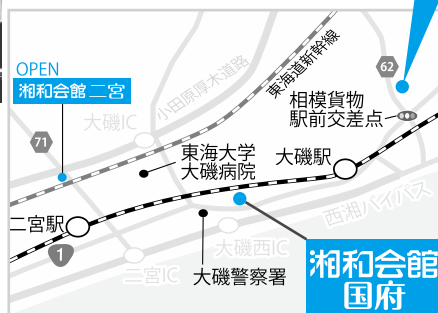 OPEN
湘和会館 二宮
小田原厚木道路
東海道新幹線
62
相模貨物
駅前交差点
大磯IC
71
東海大学
大磯病院
大磯駅
西湘バイパス
二宮駅
1
大磯西IC
二宮IC
大磯警察署
湘和会館
国府